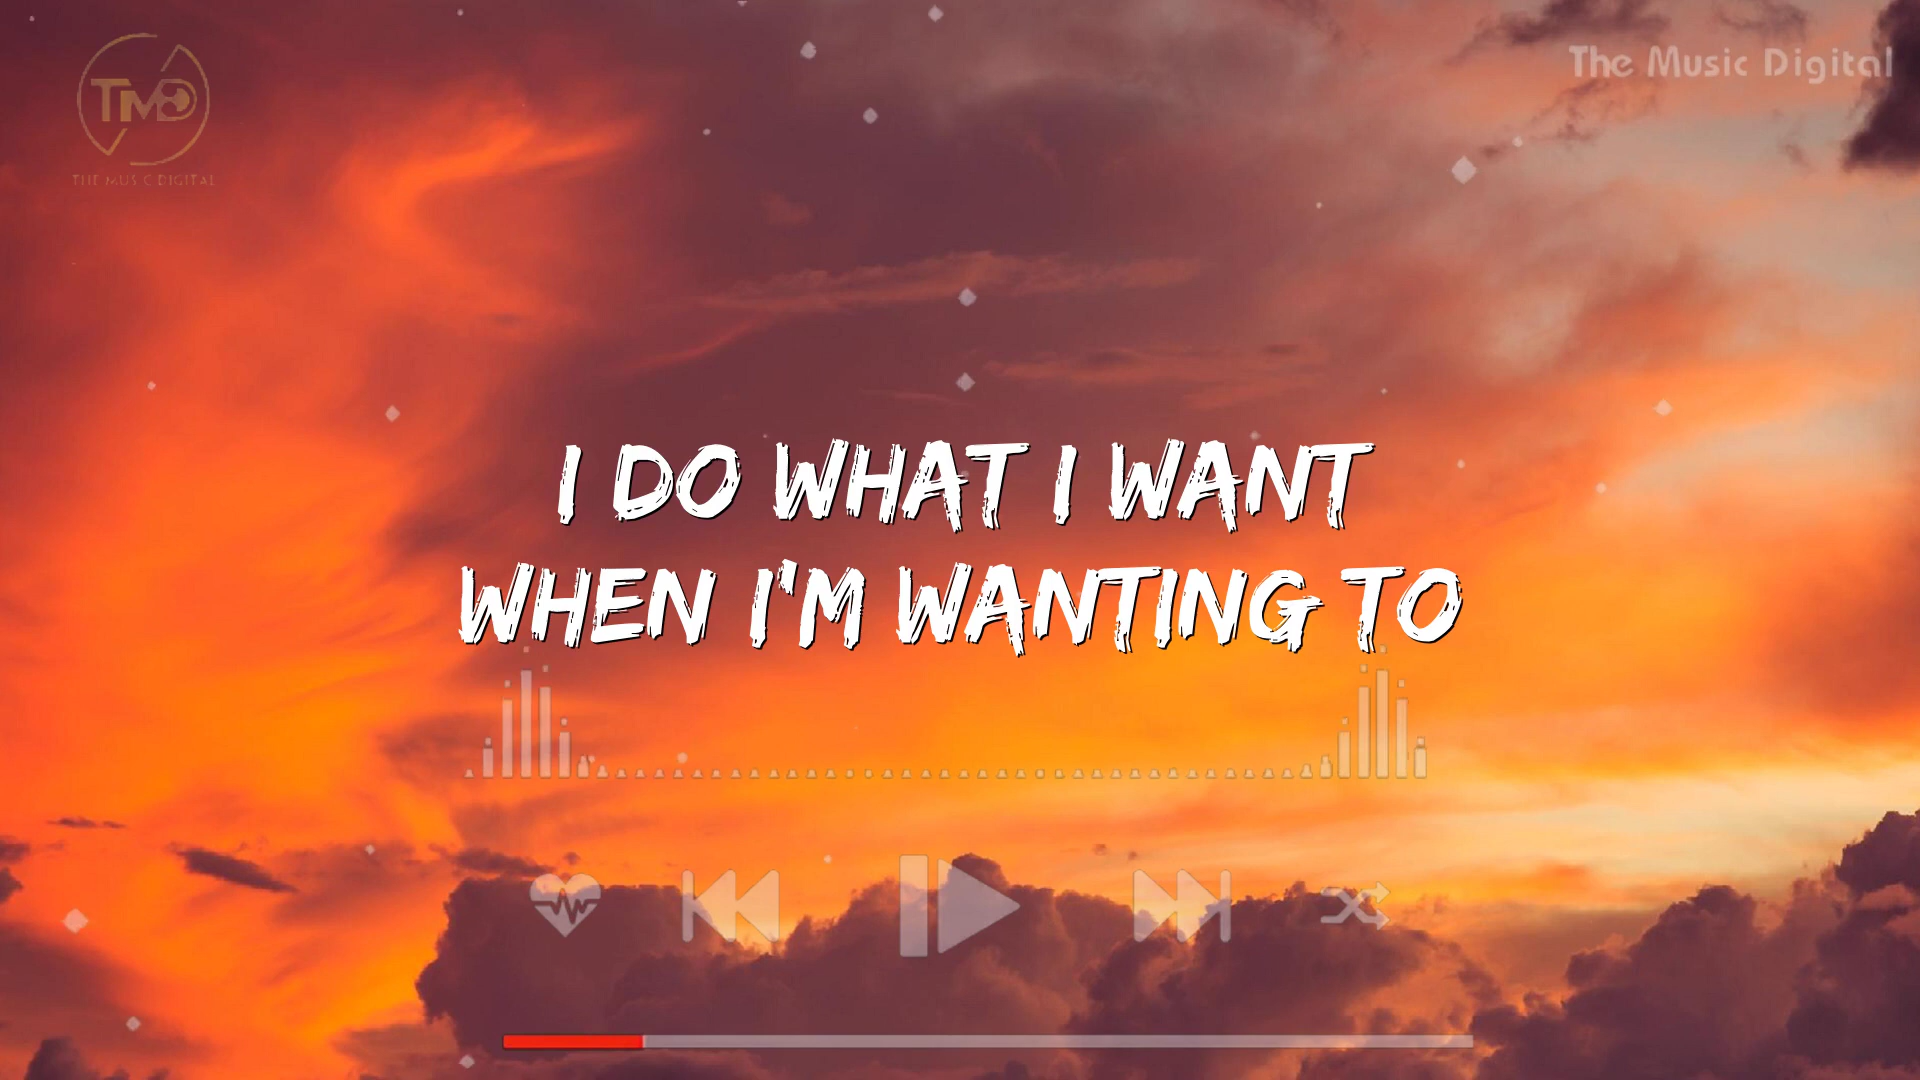 TMD
THE MUSIC DIGITAL
The Music Digital
I DO WHAT I WANT
WHEN I'M WANTING TO